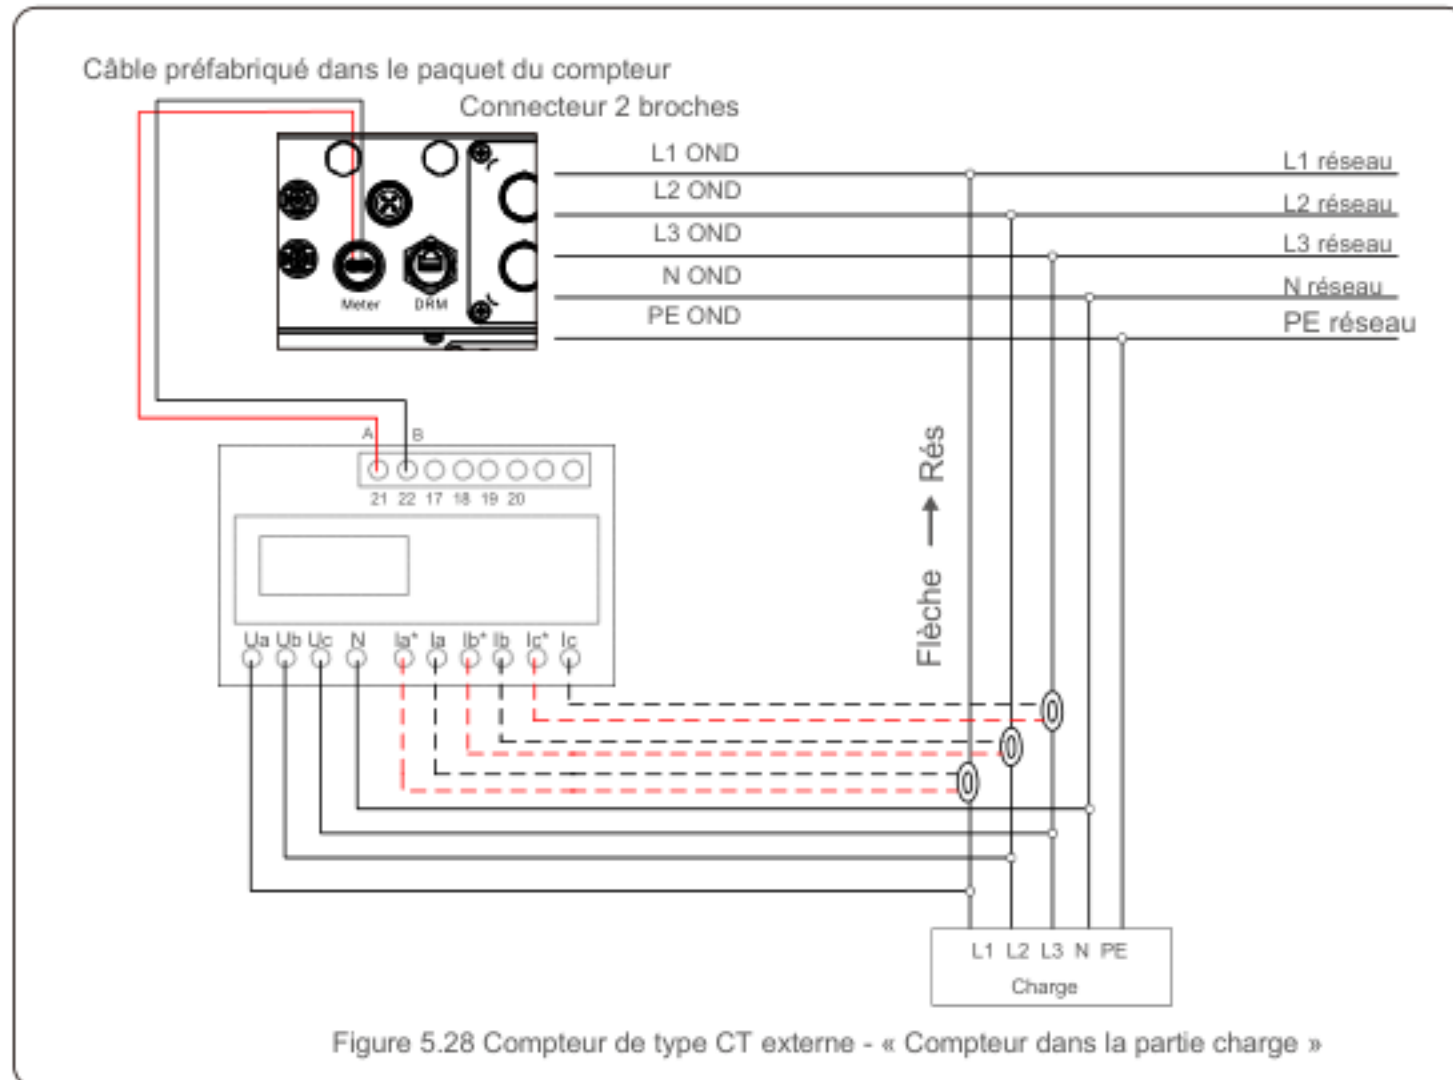 Câble préfabriqué dans le paquet du compteur
Connecteur 2 broches
L1 OND
L1 réseau
L2 OND
L2 réseau
L3 OND
L3 réseau
N OND
N réseau
PE OND
PE réseau
Meter DRM
A B
21 22 17 18 19 20
Flèche → Rés
Ua Ub Uc N Ia* Ia Ib* Ib Ic* Ic
L1 L2 L3 N PE
Charge
Figure 5.28 Compteur de type CT externe - « Compteur dans la partie charge »